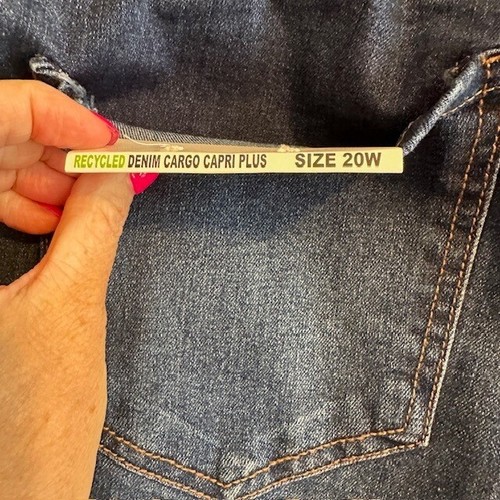 RECYCLED DENIM CARGO CAPRI PLUS SIZE 20W